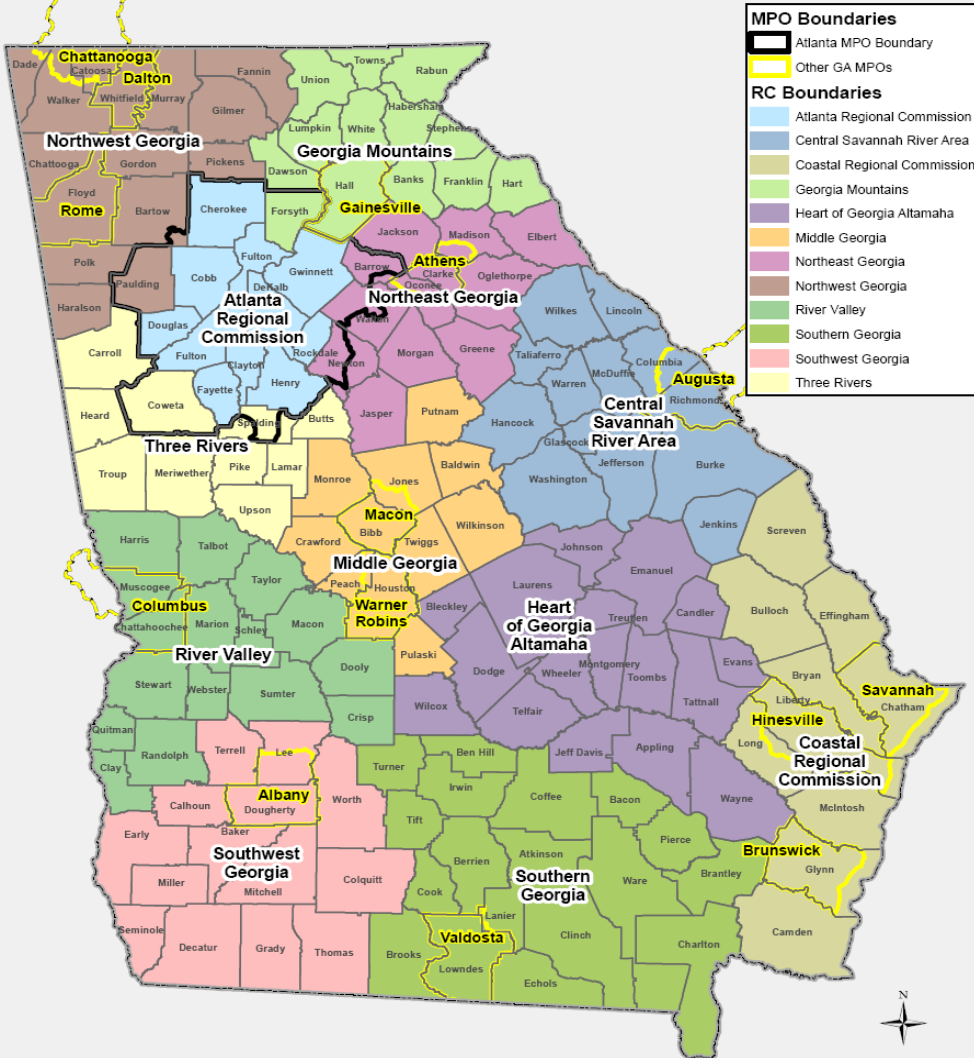 MPO Boundaries
Atlanta MPO Boundary
Other GA MPOs
RC Boundaries
Atlanta Regional Commission
Central Savannah River Area
Coastal Regional Commission
Georgia Mountains
Heart of Georgia Altamaha
Middle Georgia
Northeast Georgia
Northwest Georgia
River Valley
Southern Georgia
Southwest Georgia
Three Rivers
Chattanooga
Dade
Catoosa
Dalton
Fannin
Towns
Rabun
Union
Walker
Whitfield
Murray
Gilmer
Habersham
Lumpkin
White
Stephens
Northwest Georgia
Georgia Mountains
Chattooga
Gordon
Pickens
Dawson
Hall
Banks
Franklin
Hart
Floyd
Rome
Bartow
Cherokee
Forsyth
Gainesville
Jackson
Madison
Elbert
Polk
Paulding
Fulton
Cobb
DeKalb
Gwinnett
Barrow
Athens
Clarke
Oconee
Oglethorpe
Northeast Georgia
Haralson
Atlanta
Regional
Commission
Walton
Wilkes
Lincoln
Douglas
Carroll
Fulton
Clayton
Rockdale
Newton
Morgan
Greene
Taliaferro
McDuffie
Columbia
Augusta
Richmond
Fayette
Henry
Warren
Heard
Coweta
Spalding
Butts
Jasper
Putnam
Hancock
Central
Savannah
River Area
Glascock
Three Rivers
Troup
Meriwether
Pike
Lamar
Monroe
Jones
Baldwin
Washington
Jefferson
Burke
Upson
Macon
Bibb
Wilkinson
Jenkins
Screven
Harris
Talbot
Crawford
Twiggs
Johnson
Middle Georgia
Emanuel
Muscogee
Taylor
Peach
Houston
Laurens
Columbus
Warner
Robins
Bleckley
Heart
of Georgia
Altamaha
Treutlen
Candler
Bulloch
Effingham
Chattahoochee
Marion
Schley
Macon
River Valley
Dooly
Pulaski
Dodge
Wheeler
Montgomery
Toombs
Evans
Bryan
Stewart
Webster
Sumter
Wilcox
Telfair
Tattnall
Liberty
Savannah
Chatham
Quitman
Crisp
Hinesville
Long
Coastal
Regional
Commission
Clay
Randolph
Terrell
Lee
Turner
Ben Hill
Jeff Davis
Appling
Irwin
Calhoun
Albany
Dougherty
Worth
Coffee
Bacon
Wayne
McIntosh
Early
Baker
Tift
Pierce
Southwest
Georgia
Berrien
Atkinson
Brunswick
Glynn
Miller
Mitchell
Colquitt
Cook
Southern
Georgia
Ware
Brantley
Seminole
Decatur
Grady
Thomas
Brooks
Lanier
Valdosta
Lowndes
Clinch
Echols
Charlton
Camden
N